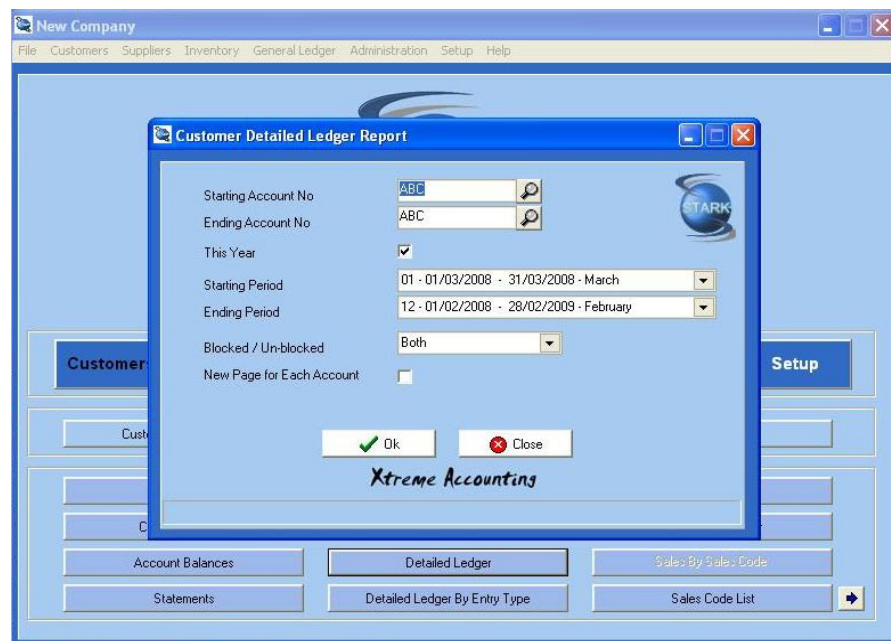 New Company
File Customers Suppliers Inventory General Ledger Administration Setup Help
Customer Detailed Ledger Report
Starting Account No ABC
Ending Account No ABC
STARK
This Year
Starting Period 01 - 01/03/2008 - 31/03/2008 - March
Ending Period 12 - 01/02/2008 - 28/02/2009 - February
Blocked / Un-blocked Both
New Page for Each Account
Customer Setup
Ok Close
Xtreme Accounting
Account Balances Detailed Ledger Sales By Sales Code
Statements Detailed Ledger By Entry Type Sales Code List